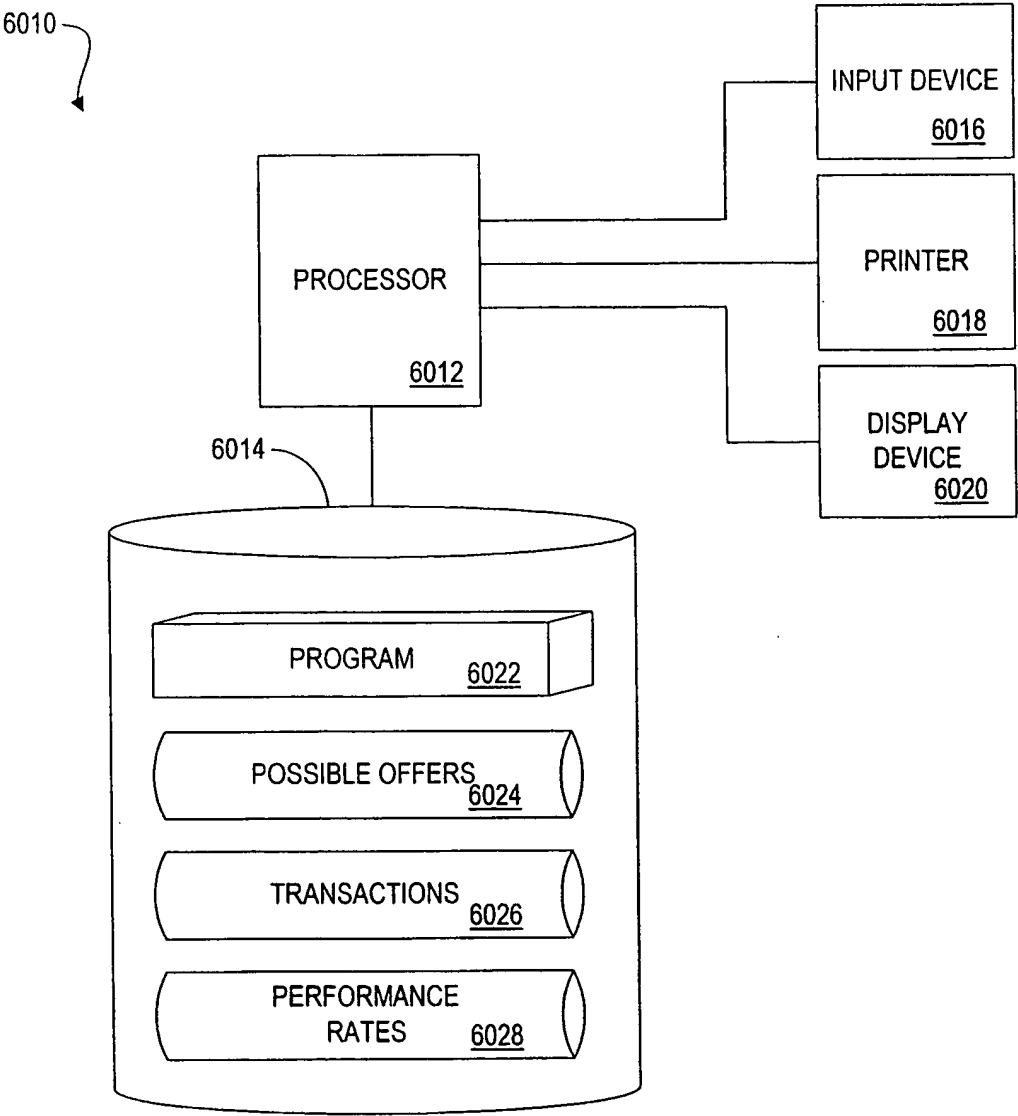 6010
INPUT DEVICE
6016
PROCESSOR
6012
PRINTER
6018
DISPLAY
DEVICE
6020
6014
PROGRAM
6022
POSSIBLE OFFERS
6024
TRANSACTIONS
6026
PERFORMANCE
RATES
6028